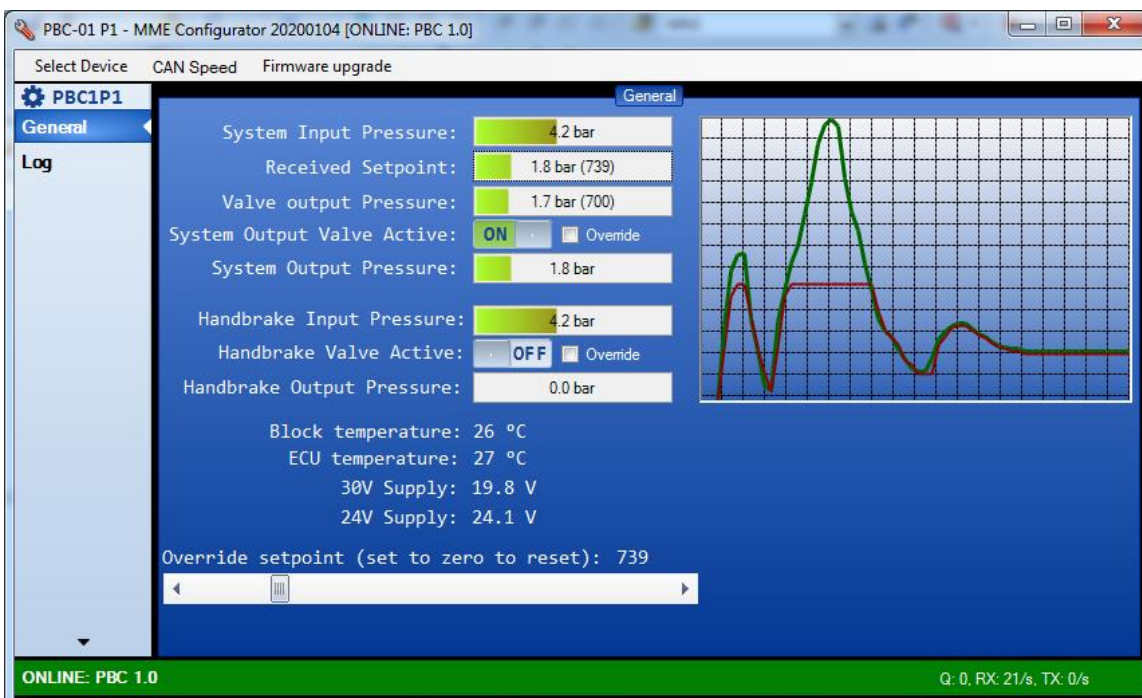 PBC-01 P1 - MME Configurator 20200104 [ONLINE: PBC 1.0]
Select Device CAN Speed Firmware upgrade
PBC1P1
General
Log
General
System Input Pressure: 4.2 bar
Received Setpoint: 1.8 bar (739)
Valve output Pressure: 1.7 bar (700)
System Output Valve Active: ON Override
System Output Pressure: 1.8 bar
Handbrake Input Pressure: 4.2 bar
Handbrake Valve Active: OFF Override
Handbrake Output Pressure: 0.0 bar
Block temperature: 26 ºC
ECU temperature: 27 ºC
30V Supply: 19.8 V
24V Supply: 24.1 V
Override setpoint (set to zero to reset): 739
ONLINE: PBC 1.0 Q: 0, RX: 21/s, TX: 0/s